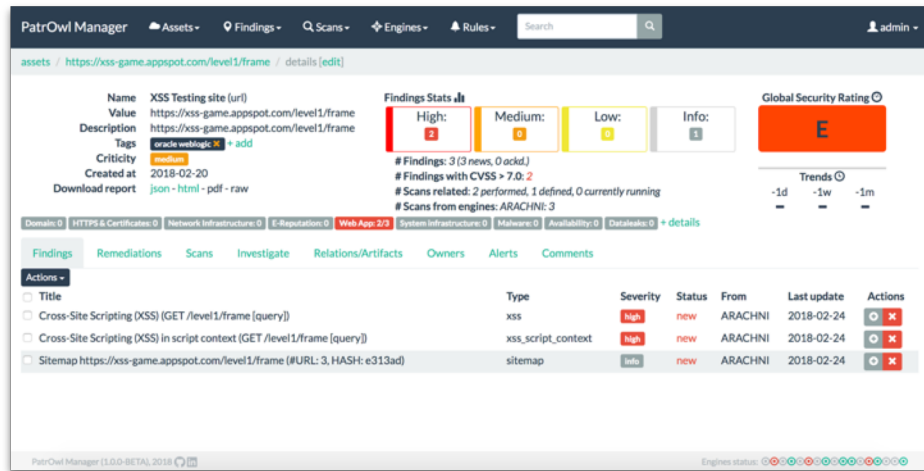 PatrOwl Manager Assets Findings Scans Engines Rules Search admin
assets / https://xss-game.appspot.com/level1/frame / details [edit]
Name XSS Testing site (url)
Value https://xss-game.appspot.com/level1/frame
Description https://xss-game.appspot.com/level1/frame
Tags oracle weblogic + add
Criticity medium
Created at 2018-02-20
Download report json - html - pdf - raw
Findings Stats
High: Medium: Low: Info:
2 0 0 1
# Findings: 3 (3 news, 0 ackd.)
# Findings with CVSS > 7.0: 2
# Scans related: 2 performed, 1 defined, 0 currently running
# Scans from engines: ARACHNI: 3
Global Security Rating
E
Trends
-1d -1w -1m
Domain: 0 HTTPS & Certificates: 0 Network Infrastructure: 0 E-Reputation: 0 Web App: 2/3 System Infrastructure: 0 Malware: 0 Availability: 0 Dataleaks: 0 + details
Findings Remediations Scans Investigate Relations/Artifacts Owners Alerts Comments
Actions
Title Type Severity Status From Last update Actions
Cross-Site Scripting (XSS) (GET /level1/frame [query]) xss high new ARACHNI 2018-02-24
Cross-Site Scripting (XSS) in script context (GET /level1/frame [query]) xss_script_context high new ARACHNI 2018-02-24
Sitemap https://xss-game.appspot.com/level1/frame (#URL: 3, HASH: e313ad) sitemap info new ARACHNI 2018-02-24
PatrOwl Manager (1.0.0-BETA), 2018 Engines status: